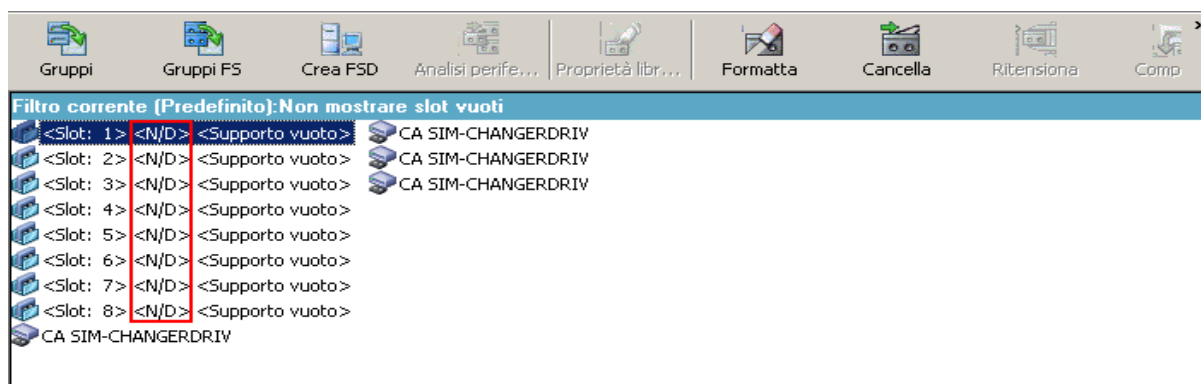 Gruppi Gruppi FS Crea FSD Analisi perife... Proprietà libr... Formatta Cancella Ritensiona Comp
Filtro corrente (Predefinito):Non mostrare slot vuoti
<Slot: 1> <N/D> <Supporto vuoto> CA SIM-CHANGERDRIV
<Slot: 2> <N/D> <Supporto vuoto> CA SIM-CHANGERDRIV
<Slot: 3> <N/D> <Supporto vuoto> CA SIM-CHANGERDRIV
<Slot: 4> <N/D> <Supporto vuoto>
<Slot: 5> <N/D> <Supporto vuoto>
<Slot: 6> <N/D> <Supporto vuoto>
<Slot: 7> <N/D> <Supporto vuoto>
<Slot: 8> <N/D> <Supporto vuoto>
CA SIM-CHANGERDRIV